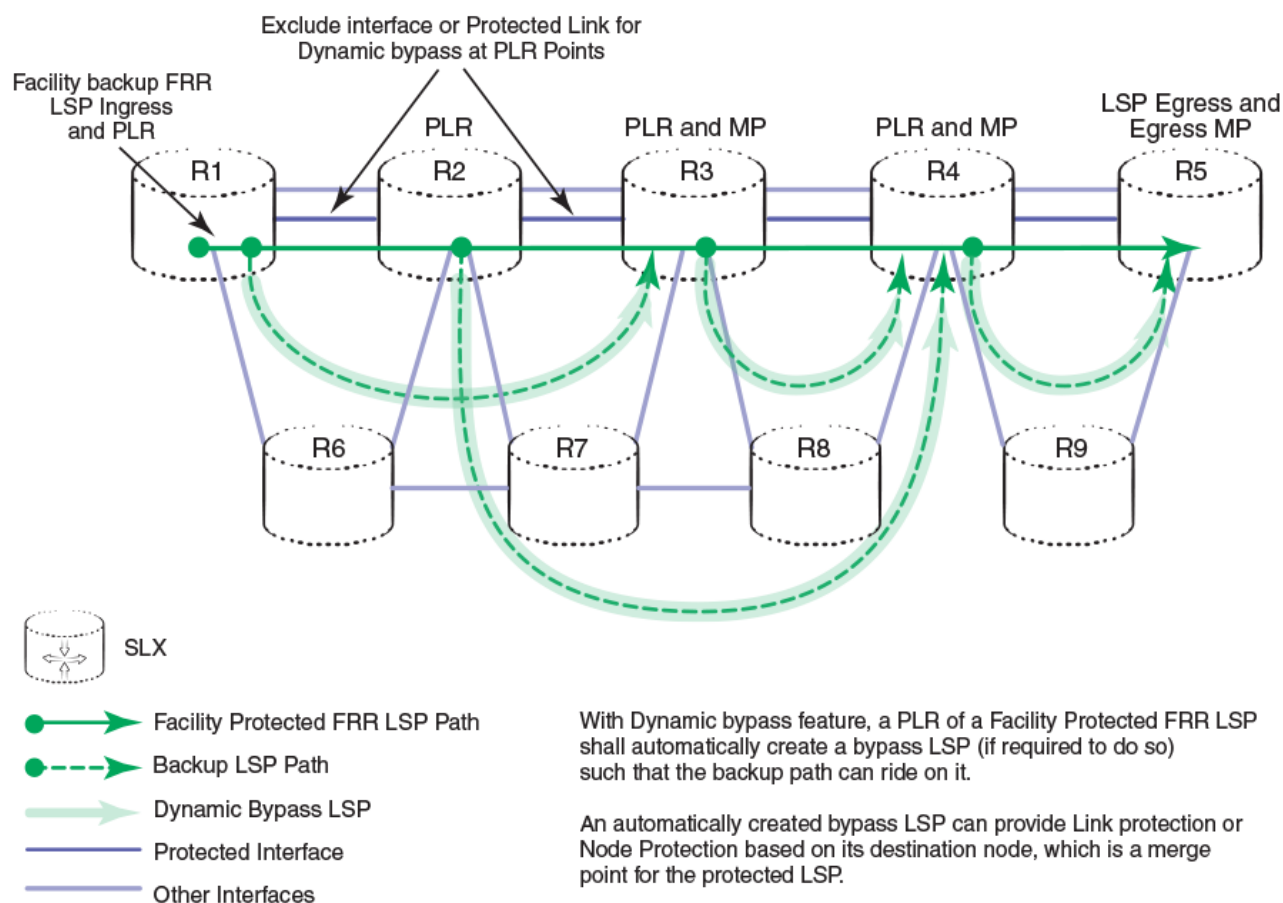 Exclude interface or Protected Link for
Dynamic bypass at PLR Points
Facility backup FRR
LSP Ingress
and PLR
PLR
PLR and MP
PLR and MP
LSP Egress and
Egress MP
R1
R2
R3
R4
R5
R6
R7
R8
R9
SLX
Facility Protected FRR LSP Path
Backup LSP Path
Dynamic Bypass LSP
Protected Interface
Other Interfaces
With Dynamic bypass feature, a PLR of a Facility Protected FRR LSP
shall automatically create a bypass LSP (if required to do so)
such that the backup path can ride on it.
An automatically created bypass LSP can provide Link protection or
Node Protection based on its destination node, which is a merge
point for the protected LSP.